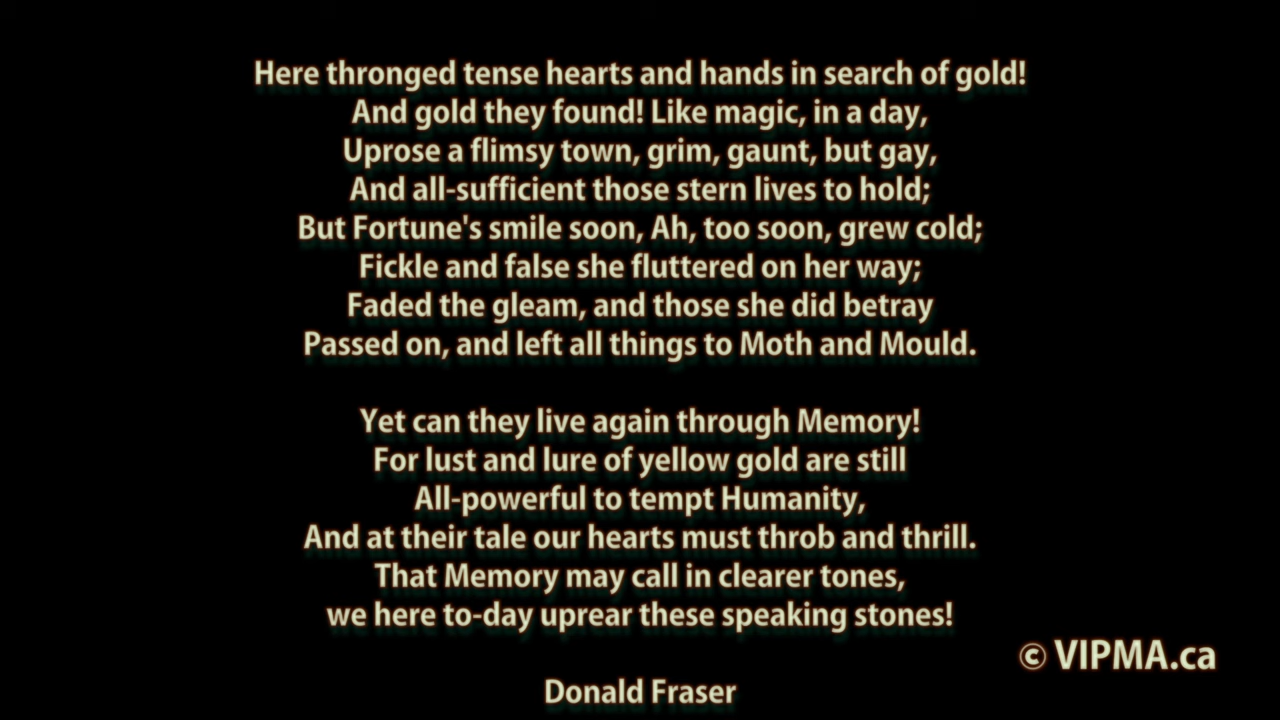 Here thronged tense hearts and hands in search of gold!
And gold they found! Like magic, in a day,
Uprose a flimsy town, grim, gaunt, but gay,
And all-sufficient those stern lives to hold;
But Fortune's smile soon, Ah, too soon, grew cold;
Fickle and false she fluttered on her way;
Faded the gleam, and those she did betray
Passed on, and left all things to Moth and Mould.

Yet can they live again through Memory!
For lust and lure of yellow gold are still
All-powerful to tempt Humanity,
And at their tale our hearts must throb and thrill.
That Memory may call in clearer tones,
we here to-day uprear these speaking stones!
© VIPMA.ca
Donald Fraser